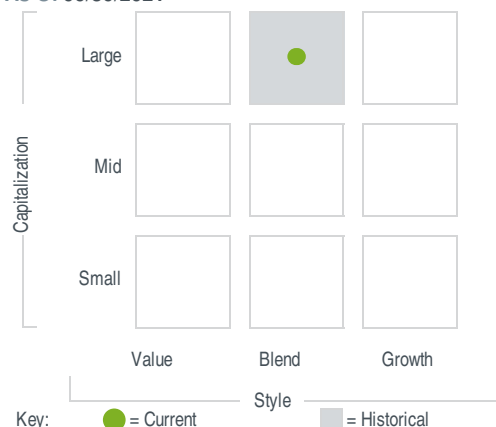 Large
Mid
Small
Capitalization
Value Blend Growth
Style
Key: = Current = Historical